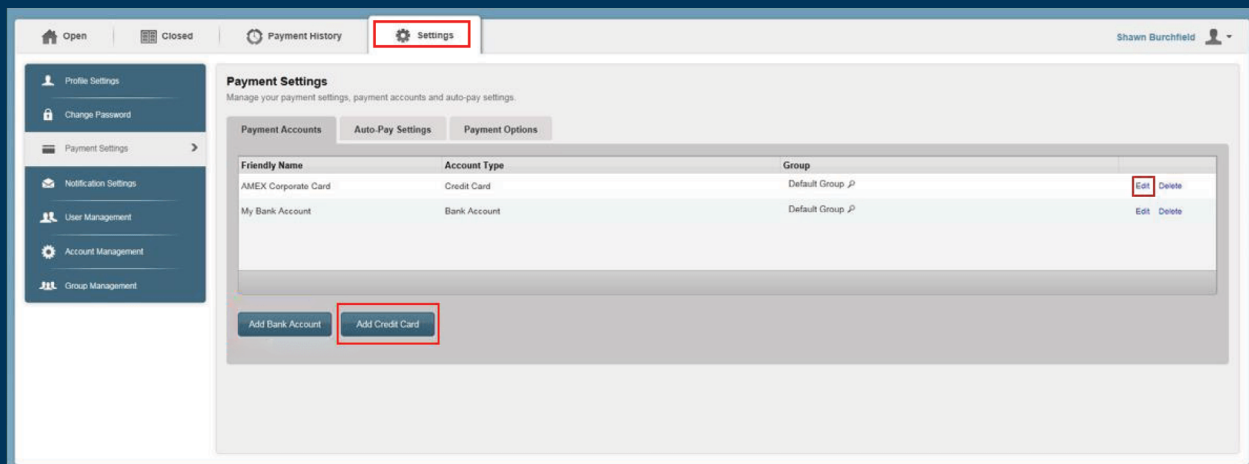 Open Closed Payment History Settings Shawn Burchfield
Profile Settings
Change Password
Payment Settings
Notification Settings
User Management
Account Management
Group Management
Payment Settings
Manage your payment settings, payment accounts and auto-pay settings.
Payment Accounts Auto-Pay Settings Payment Options
Friendly Name Account Type Group
AMEX Corporate Card Credit Card Default Group Edit Delete
My Bank Account Bank Account Default Group Edit Delete
Add Bank Account Add Credit Card